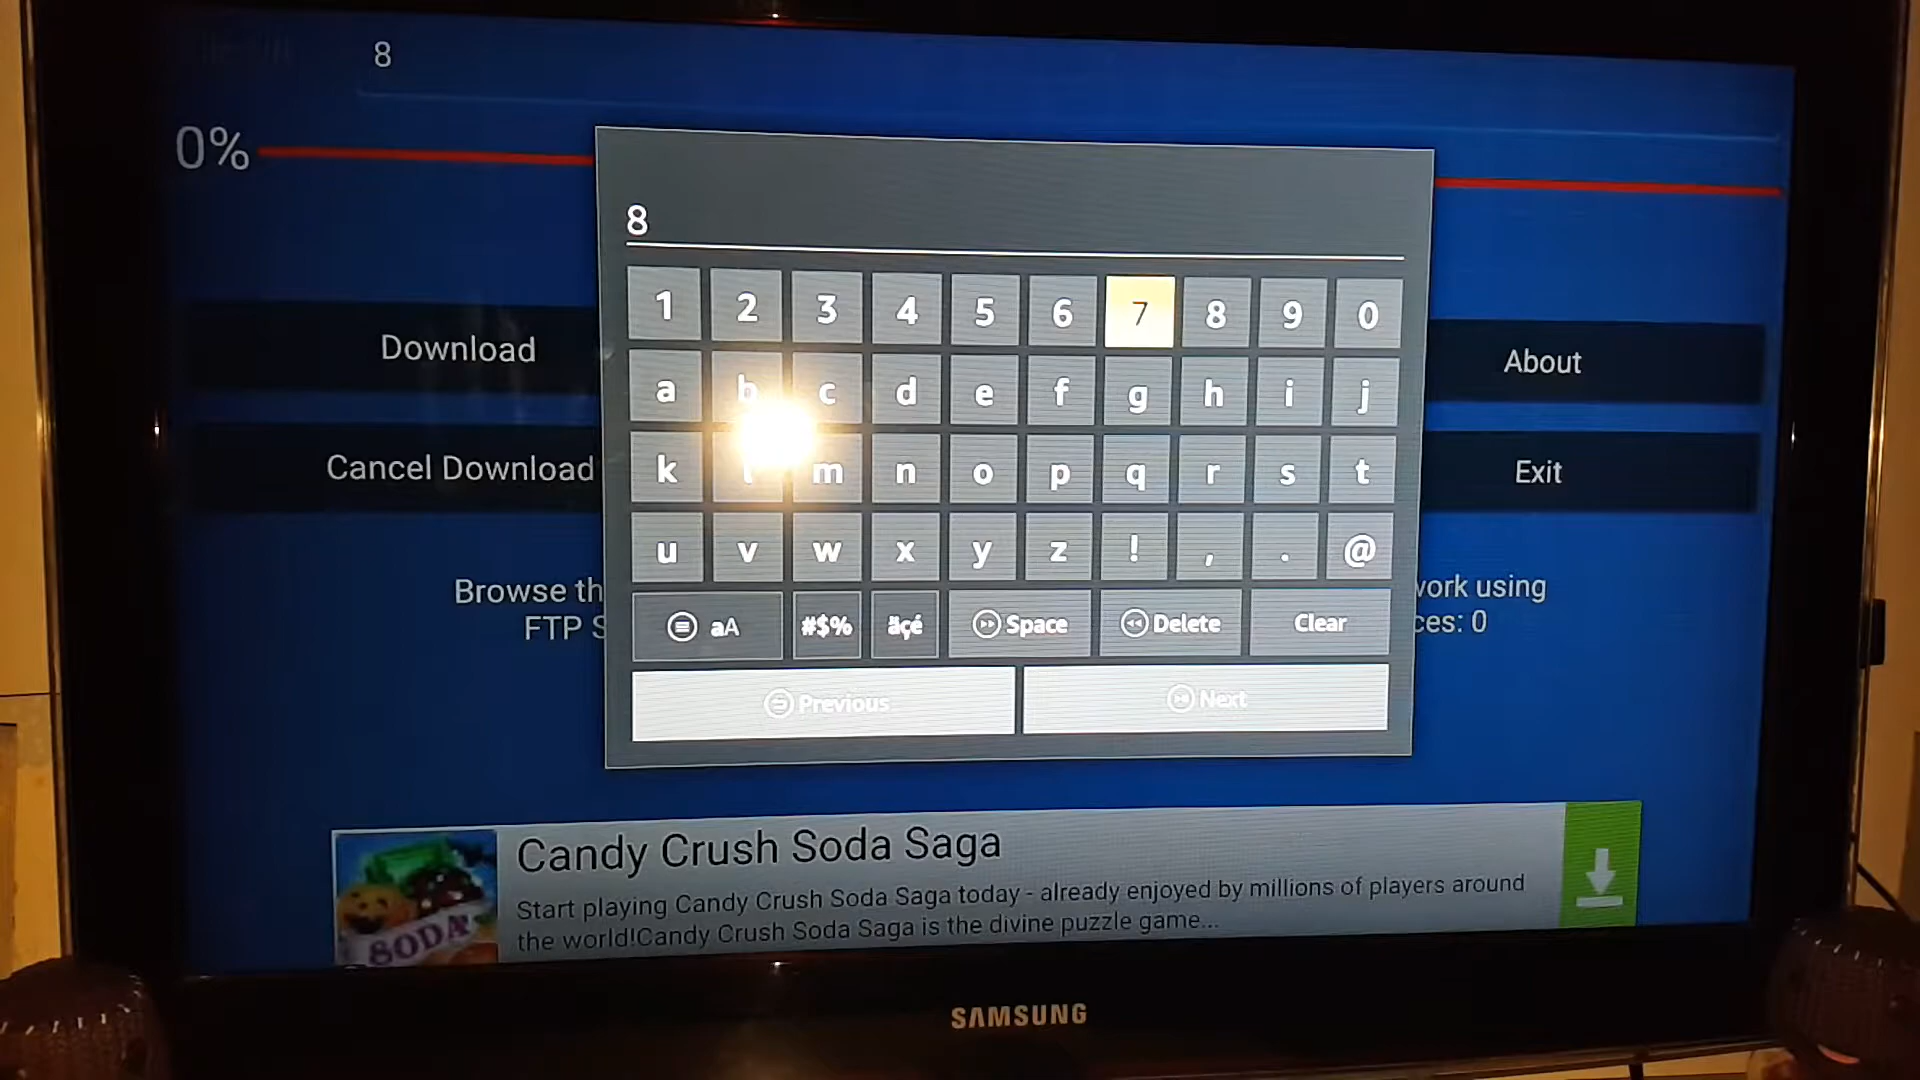 8
0%
8
1 2 3 4 5 6 7 8 9 0
a b c d e f g h i j
k l m n o p q r s t
u v w x y z ! , . @
aA #$% äçé Space Delete Clear
Previous Next
Download
Cancel Download
About
Exit
Browse th
FTP S
work using
ces: 0
Candy Crush Soda Saga
Start playing Candy Crush Soda Saga today - already enjoyed by millions of players around
the world!Candy Crush Soda Saga is the divine puzzle game...
SODA
SAMSUNG